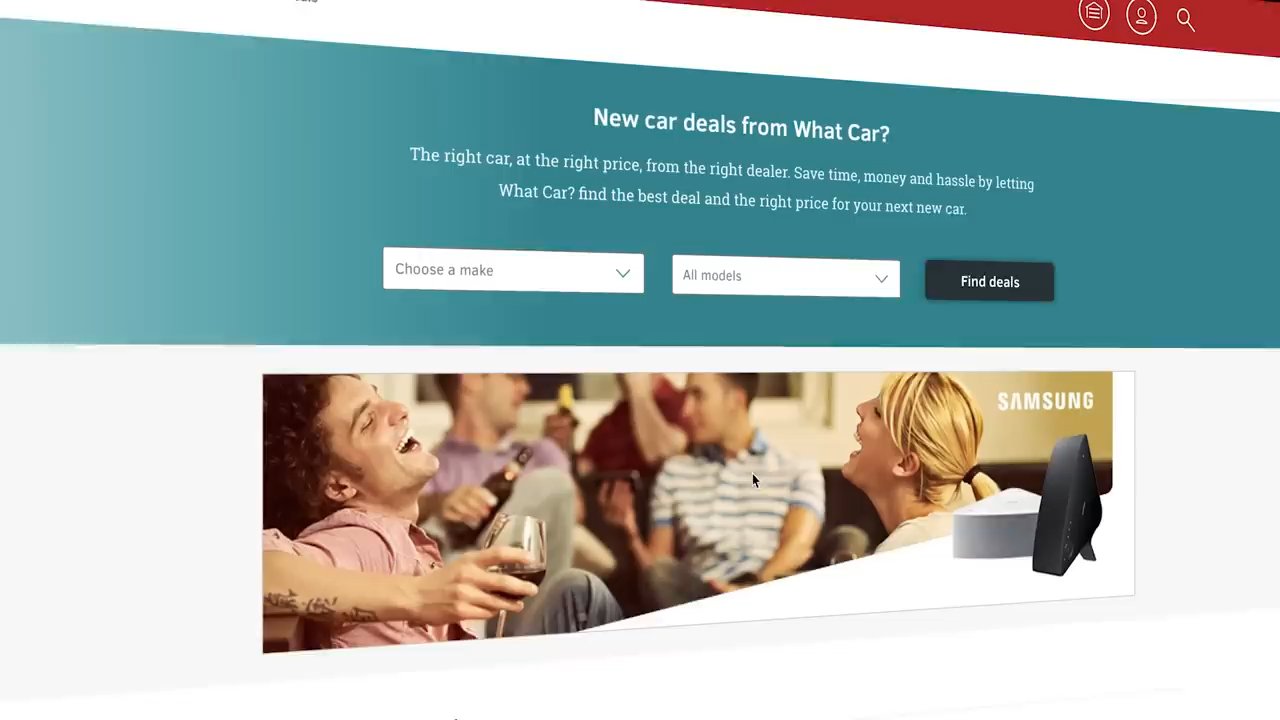 New car deals from What Car?
The right car, at the right price, from the right dealer. Save time, money and hassle by letting
What Car? find the best deal and the right price for your next new car.
Choose a make
All models
Find deals
SAMSUNG